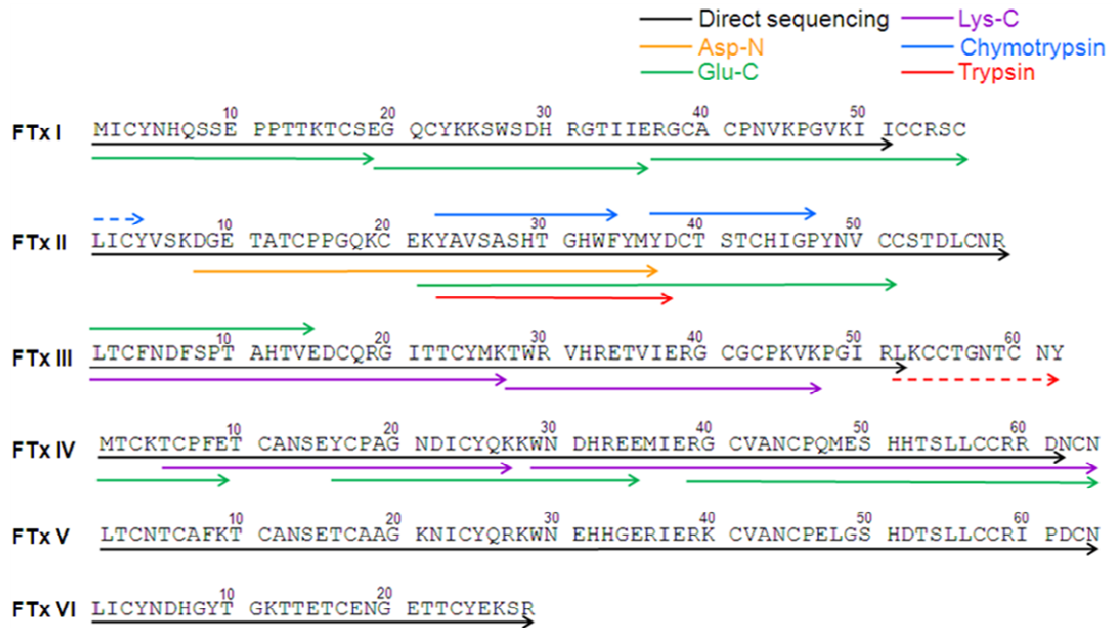 Direct sequencing Lys-C
Asp-N Chymotrypsin
Glu-C Trypsin
10 20 30 40 50
FTx I MICYNHQSSE PPTTKTCSEG QCYKKSWSDH RGTIIERGCA CPNVKPGVKI ICCRSC
10 20 30 40 50
FTx II LICYVSKDGE TATCPPGQKC EKYAVSASHT GHWFYMYDCT STCHIGPYNV CCSTDLCNR
10 20 30 40 50 60
FTx III LTCFNDFSPT AHTVEDCQRG ITTCYMKTWR VHRETVIERG CGCPKVKPGI RLKCCTGNTC NY
10 20 30 40 50 60
FTx IV MTCKTCPFET CANSEYCPAG NDICYQKKWN DHREEMIERG CVANCPQMES HHTSLLCCRR DNCN
10 20 30 40 50 60
FTx V LTCNTCAFKT CANSETCAAG KNICYQRKWN EHHGERIERK CVANCPELGS HDTSLLCCRI PDCN
10 20
FTx VI LICYNDHGYT GKTTETCENG ETTCYEKSR